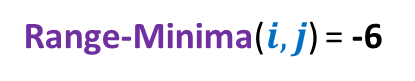 Range-Minima(i, j) = -6